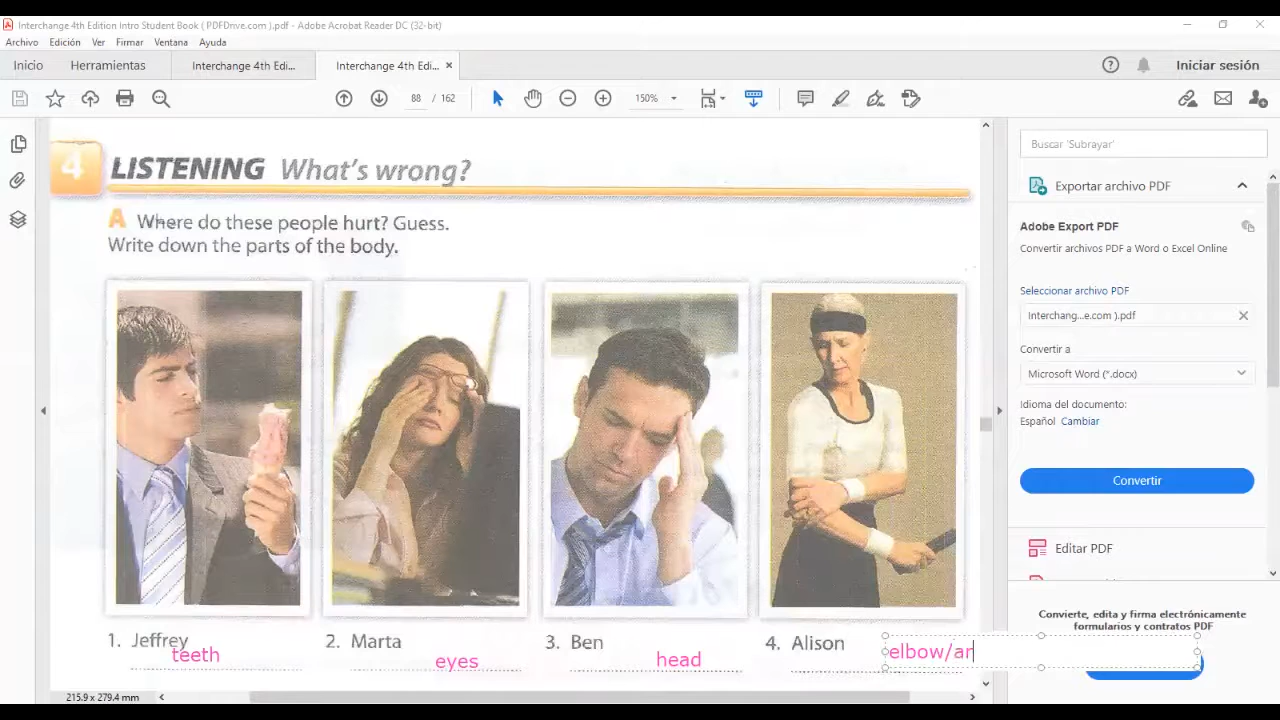 Interchange 4th Edition Intro Student Book ( PDFDrive.com ).pdf - Adobe Acrobat Reader DC (32-bit)
Archivo Edición Ver Firmar Ventana Ayuda
Inicio Herramientas Interchange 4th Edi... Interchange 4th Edi... × Iniciar sesión
88 / 162 150%
4 LISTENING What's wrong?
A Where do these people hurt? Guess.
Write down the parts of the body.
1. Jeffrey 2. Marta 3. Ben 4. Alison
teeth eyes head elbow/ar
215.9 x 279.4 mm
Buscar 'Subrayar'
Exportar archivo PDF
Adobe Export PDF
Convertir archivos PDF a Word o Excel Online
Seleccionar archivo PDF
Interchang...e.com ).pdf
Convertir a
Microsoft Word (*.docx)
Idioma del documento:
Español Cambiar
Convertir
Editar PDF
Convierte, edita y firma electrónicamente
formularios y contratos PDF